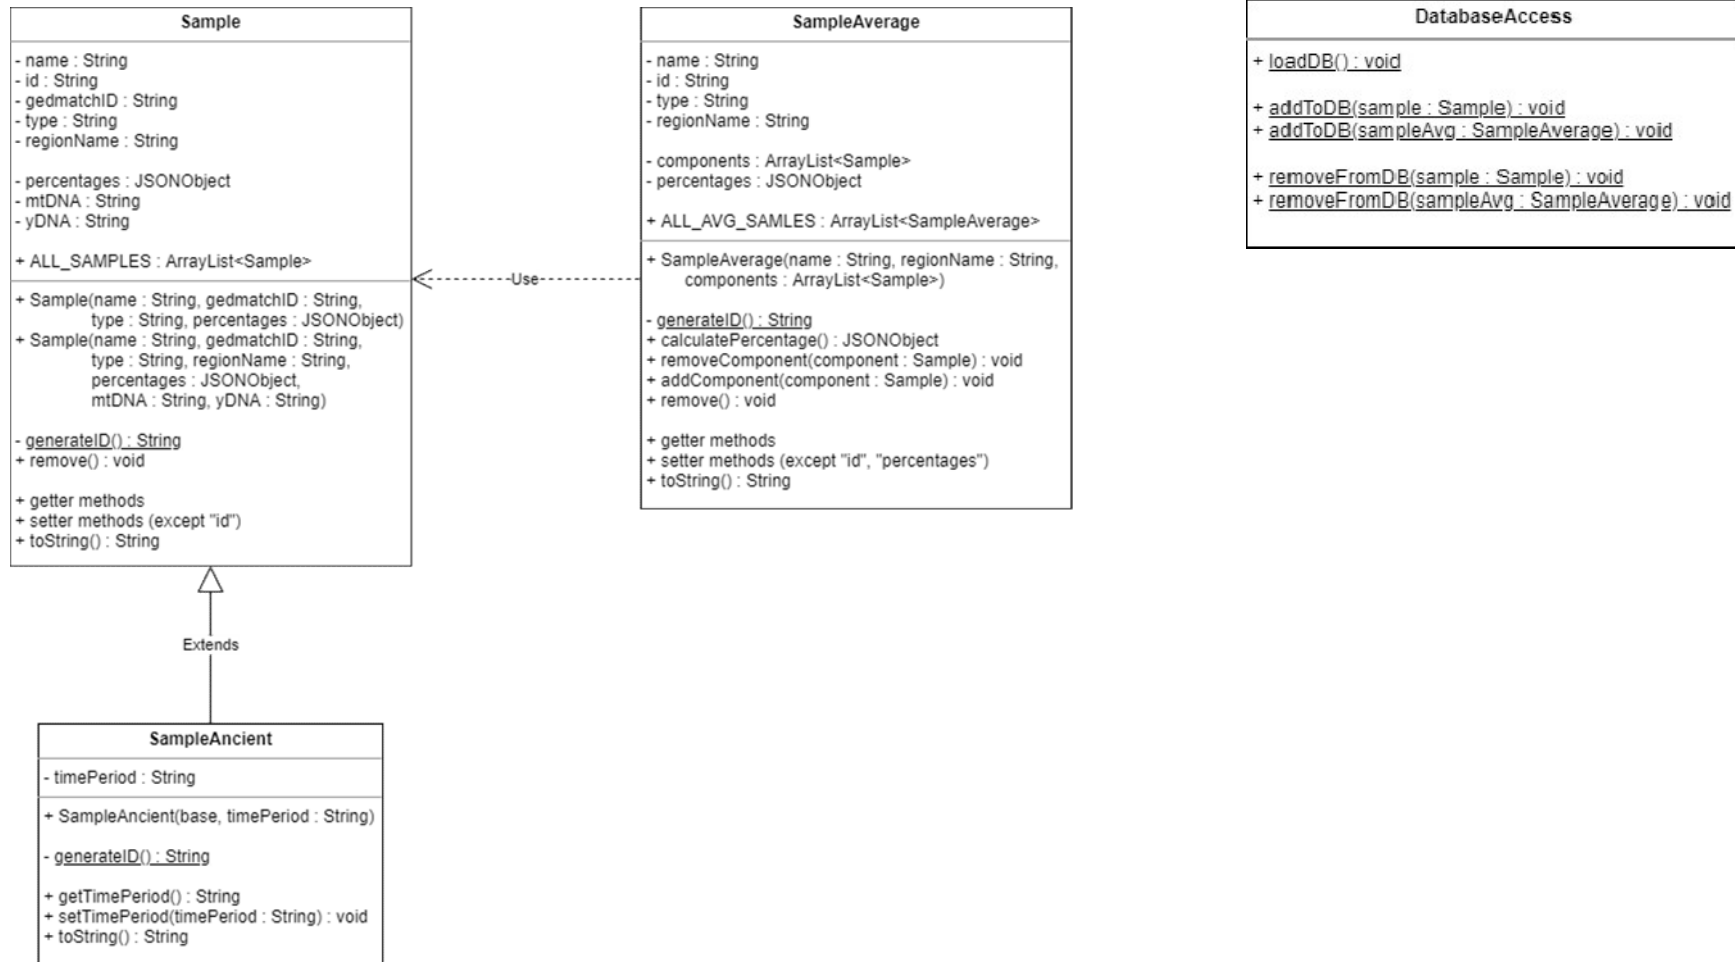 Sample
- name : String
- id : String
- gedmatchID : String
- type : String
- regionName : String
- percentages : JSONObject
- mtDNA : String
- yDNA : String
+ ALL_SAMPLES : ArrayList<Sample>
+ Sample(name : String, gedmatchID : String,
type : String, percentages : JSONObject)
+ Sample(name : String, gedmatchID : String,
type : String, regionName : String,
percentages : JSONObject,
mtDNA : String, yDNA : String)
- generateID() : String
+ remove() : void
+ getter methods
+ setter methods (except "id")
+ toString() : String
Use
SampleAverage
- name : String
- id : String
- type : String
- regionName : String
- components : ArrayList<Sample>
- percentages : JSONObject
+ ALL_AVG_SAMLES : ArrayList<SampleAverage>
+ SampleAverage(name : String, regionName : String,
components : ArrayList<Sample>)
- generateID() : String
+ calculatePercentage() : JSONObject
+ removeComponent(component : Sample) : void
+ addComponent(component : Sample) : void
+ remove() : void
+ getter methods
+ setter methods (except "id", "percentages")
+ toString() : String
DatabaseAccess
+ loadDB() : void
+ addToDB(sample : Sample) : void
+ addToDB(sampleAvg : SampleAverage) : void
+ removeFromDB(sample : Sample) : void
+ removeFromDB(sampleAvg : SampleAverage) : void
Extends
SampleAncient
- timePeriod : String
+ SampleAncient(base, timePeriod : String)
- generateID() : String
+ getTimePeriod() : String
+ setTimePeriod(timePeriod : String) : void
+ toString() : String